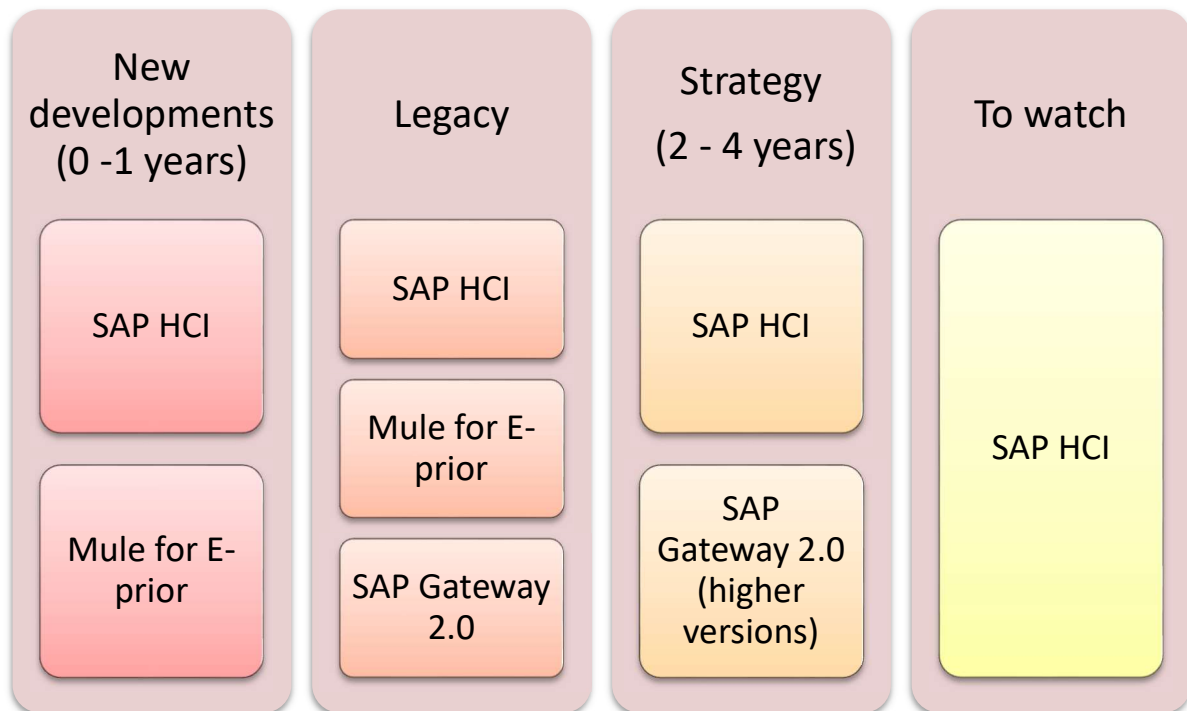 New
developments
(0 -1 years)
SAP HCI
Mule for E-
prior
Legacy
SAP HCI
Mule for E-
prior
SAP Gateway
2.0
Strategy
(2 - 4 years)
SAP HCI
SAP
Gateway 2.0
(higher
versions)
To watch
SAP HCI